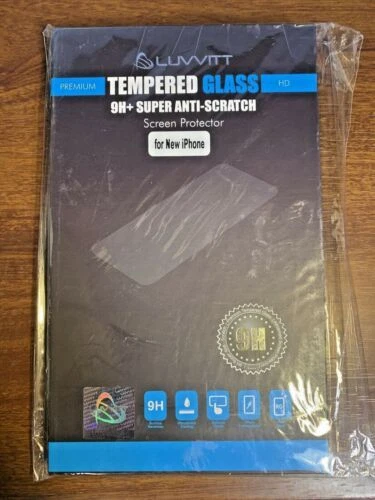 LUVVITT
PREMIUM
TEMPERED GLASS
HD
9H+ SUPER ANTI-SCRATCH
Screen Protector
for New iPhone
9H
9H